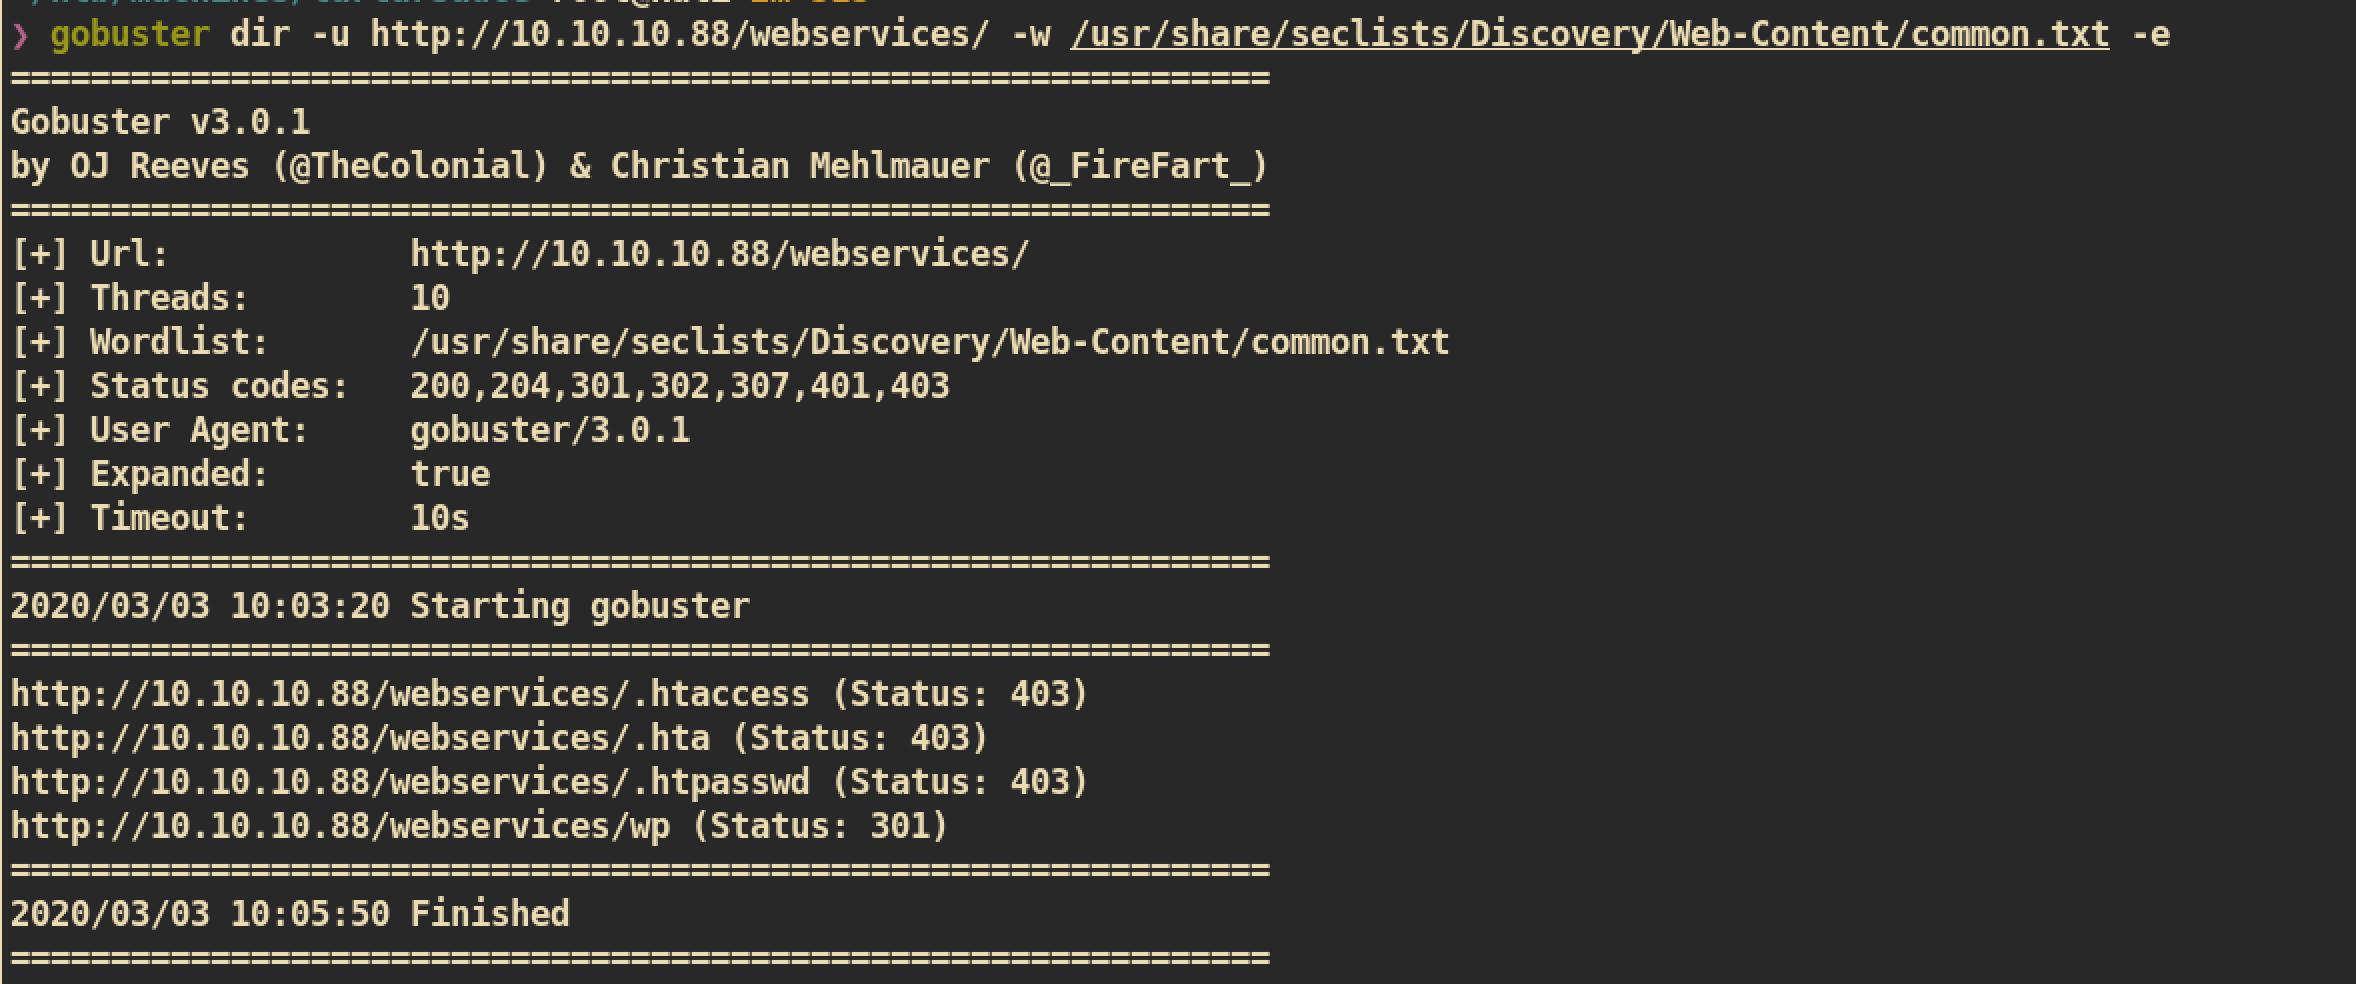 ❯ gobuster dir -u http://10.10.10.88/webservices/ -w /usr/share/seclists/Discovery/Web-Content/common.txt -e
===============================================================
Gobuster v3.0.1
by OJ Reeves (@TheColonial) & Christian Mehlmauer (@_FireFart_)
===============================================================
[+] Url:            http://10.10.10.88/webservices/
[+] Threads:        10
[+] Wordlist:       /usr/share/seclists/Discovery/Web-Content/common.txt
[+] Status codes:   200,204,301,302,307,401,403
[+] User Agent:     gobuster/3.0.1
[+] Expanded:       true
[+] Timeout:        10s
===============================================================
2020/03/03 10:03:20 Starting gobuster
===============================================================
http://10.10.10.88/webservices/.htaccess (Status: 403)
http://10.10.10.88/webservices/.hta (Status: 403)
http://10.10.10.88/webservices/.htpasswd (Status: 403)
http://10.10.10.88/webservices/wp (Status: 301)
===============================================================
2020/03/03 10:05:50 Finished
===============================================================